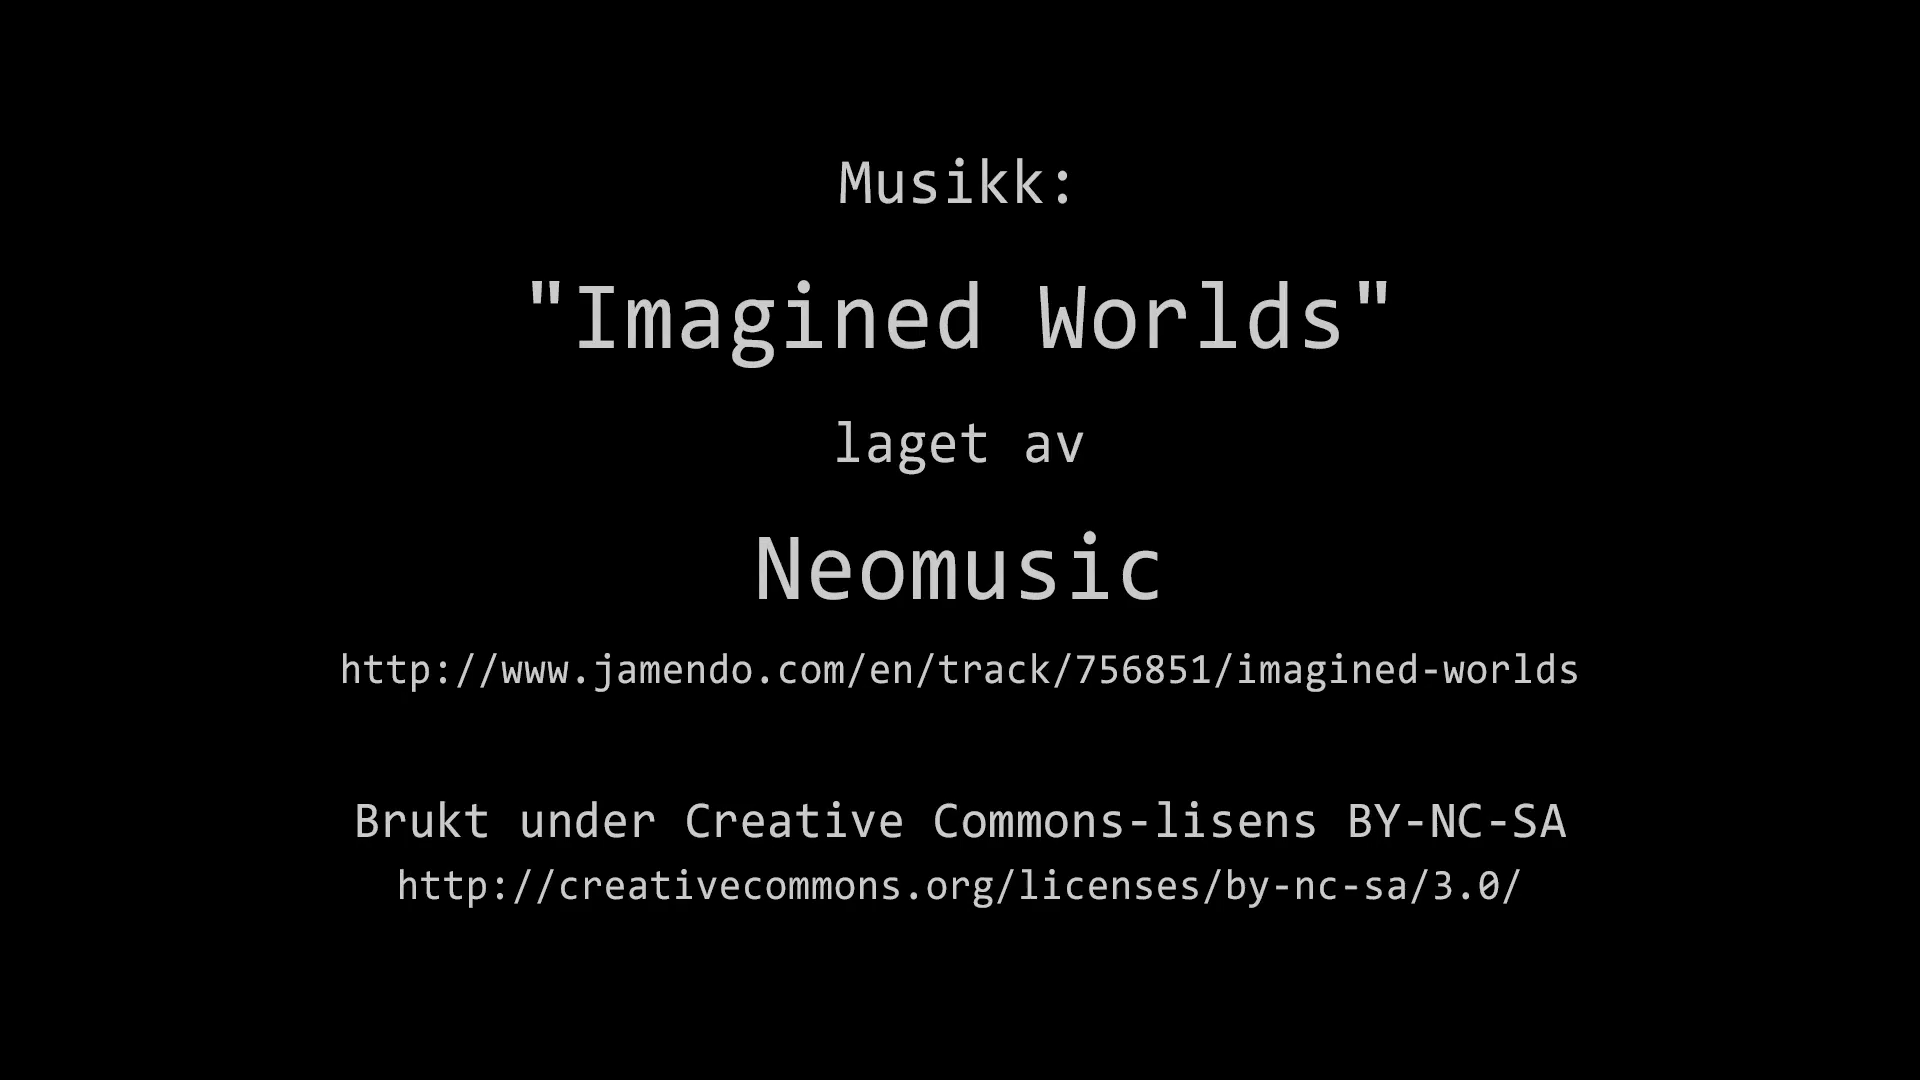 Musikk:
"Imagined Worlds"
laget av
Neomusic
http://www.jamendo.com/en/track/756851/imagined-worlds
Brukt under Creative Commons-lisens BY-NC-SA
http://creativecommons.org/licenses/by-nc-sa/3.0/